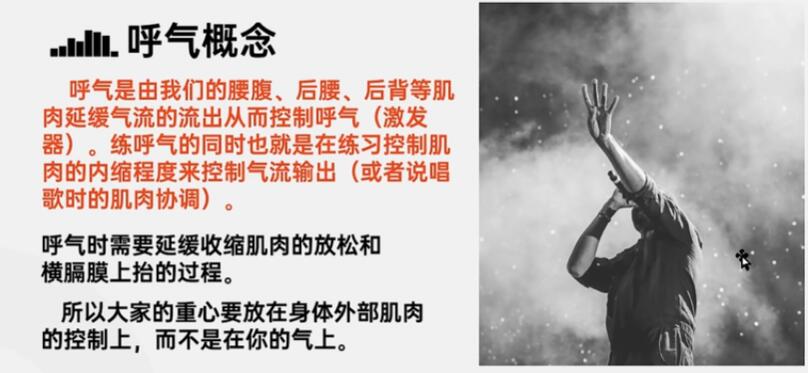 呼气概念
呼气是由我们的腰腹、后腰、后背等肌
肉延缓气流的流出从而控制呼气（激发
器）。练呼气的同时也就是在练习控制肌
肉的内缩程度来控制气流输出（或者说唱
歌时的肌肉协调）。
呼气时需要延缓收缩肌肉的放松和
横膈膜上抬的过程。
所以大家的重心要放在身体外部肌肉
的控制上，而不是在你的气上。